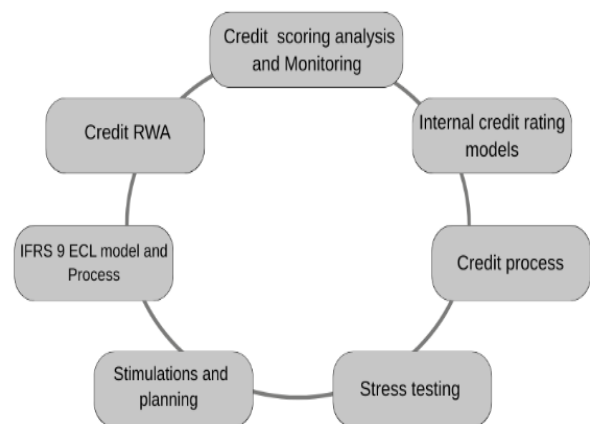 Credit scoring analysis
and Monitoring
Internal credit rating
models
Credit process
Stress testing
Stimulations and
planning
IFRS 9 ECL model and
Process
Credit RWA